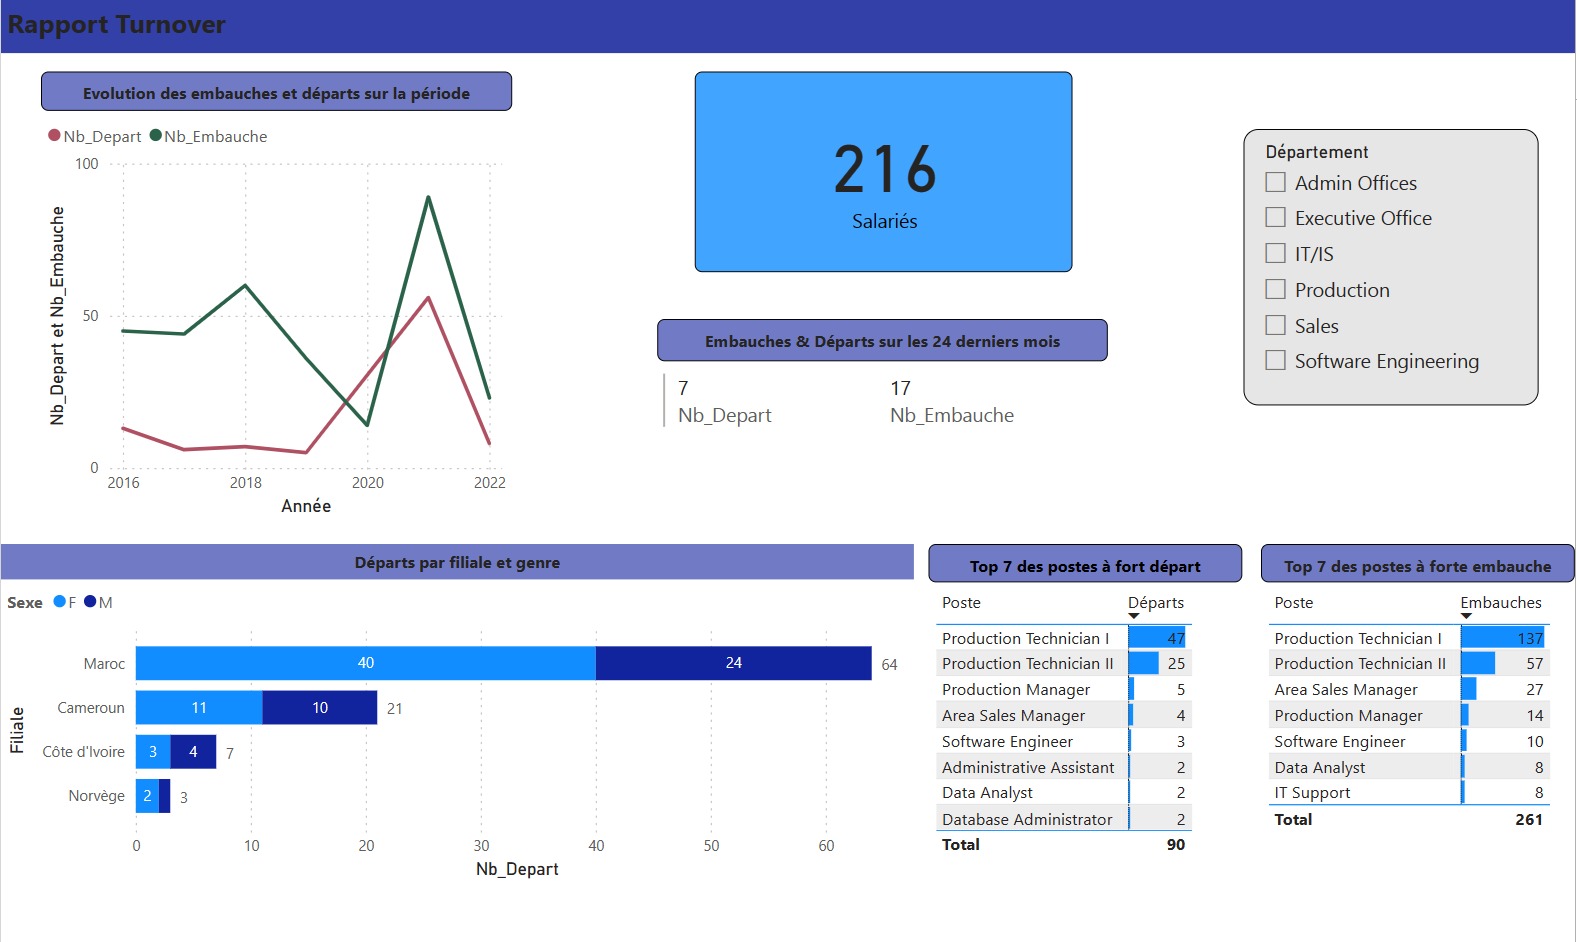 Rapport Turnover
Evolution des embauches et départs sur la période
Nb_Depart Nb_Embauche
100
50
0
Nb_Depart et Nb_Embauche
2016 2018 2020 2022
Année
216
Salariés
Embauches & Départs sur les 24 derniers mois
7 17
Nb_Depart Nb_Embauche
Département
Admin Offices
Executive Office
IT/IS
Production
Sales
Software Engineering
Départs par filiale et genre
Sexe F M
Filiale
Maroc 40 24 64
Cameroun 11 10 21
Côte d'Ivoire 3 4 7
Norvège 2 3
0 10 20 30 40 50 60
Nb_Depart
Top 7 des postes à fort départ
Poste Départs
Production Technician I 47
Production Technician II 25
Production Manager 5
Area Sales Manager 4
Software Engineer 3
Administrative Assistant 2
Data Analyst 2
Database Administrator 2
Total 90
Top 7 des postes à forte embauche
Poste Embauches
Production Technician I 137
Production Technician II 57
Area Sales Manager 27
Production Manager 14
Software Engineer 10
Data Analyst 8
IT Support 8
Total 261